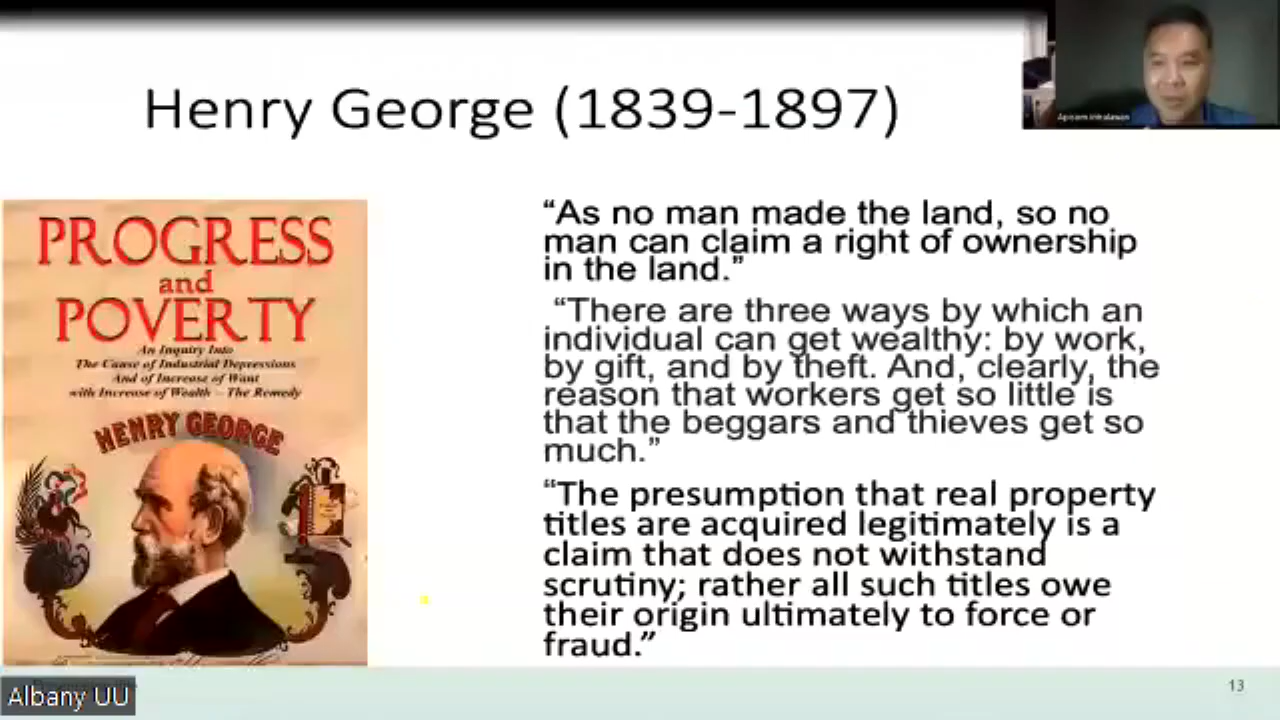 Henry George (1839-1897)
PROGRESS
and
POVERTY
An Inquiry Into
The Cause of Industrial Depressions
And of Increase of Want
with Increase of Wealth – The Remedy
HENRY GEORGE
“As no man made the land, so no
man can claim a right of ownership
in the land.”
“There are three ways by which an
individual can get wealthy: by work,
by gift, and by theft. And, clearly, the
reason that workers get so little is
that the beggars and thieves get so
much.”
“The presumption that real property
titles are acquired legitimately is a
claim that does not withstand
scrutiny; rather all such titles owe
their origin ultimately to force or
fraud.”
Albany UU
13